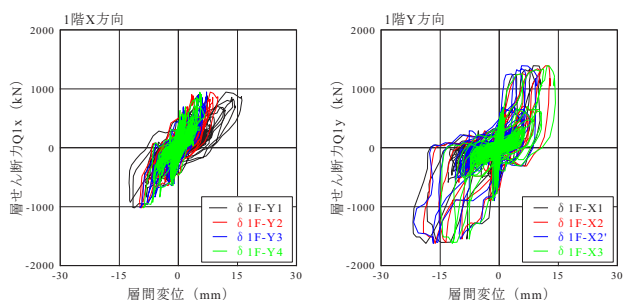 1階X方向
層せん断力Q1x（kN）
2000
1000
0
-1000
-2000
-30
-15
0
15
30
層間変位（mm）
δ 1F-Y1
δ 1F-Y2
δ 1F-Y3
δ 1F-Y4
1階Y方向
層せん断力Q1y（kN）
2000
1000
0
-1000
-2000
-30
-15
0
15
30
層間変位（mm）
δ 1F-X1
δ 1F-X2
δ 1F-X2'
δ 1F-X3